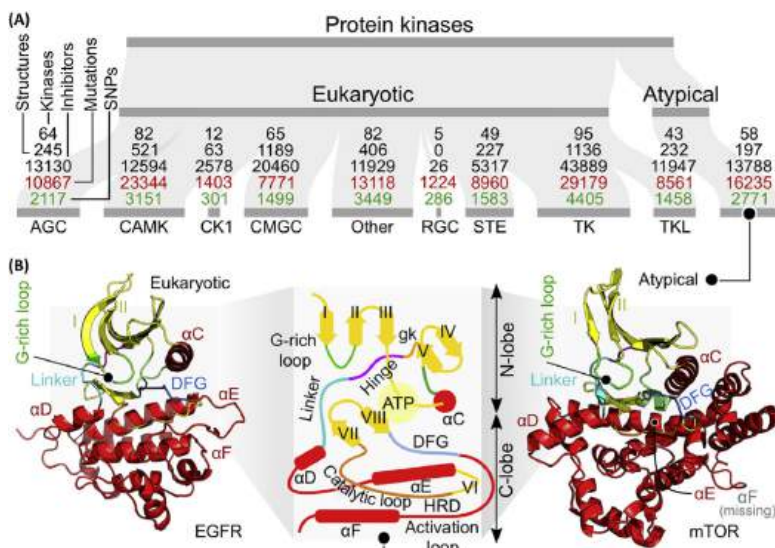 (A)
Protein kinases
Structures
Kinases
Inhibitors
Mutations
SNPs
Eukaryotic Atypical
64 82 12 65 82 5 49 95 43 58
245 521 63 1189 406 0 227 1136 232 197
13130 12594 2578 20460 11929 26 5317 43889 11947 13788
10867 23344 1403 7771 13118 1224 8960 29179 8561 16235
2117 3151 301 1499 3449 286 1583 4405 1458 2771
AGC CAMK CK1 CMGC Other RGC STE TK TKL
(B)
Eukaryotic
I
II
G-rich loop
αC
Linker
DFG
αD
αE
αF
EGFR
I II III IV
gk
V
G-rich loop
Hinge
Linker
ATP
αC
VIII
VII
DFG
αD
αE
Catalytic loop
VI
HRD
αF
Activation
loop
N-lobe
C-lobe
Atypical
I
II
G-rich loop
αC
Linker
DFG
αD
αE
αF
(missing)
mTOR